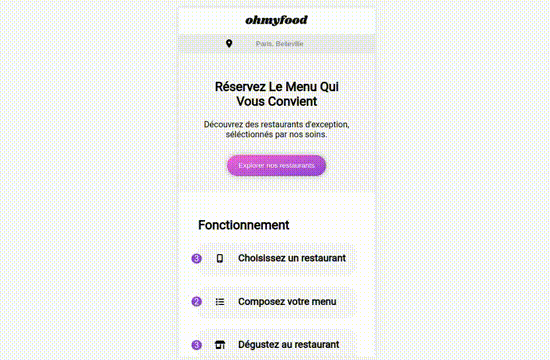 ohmyfood
Paris, Belleville
Réservez Le Menu Qui
Vous Convient
Découvrez des restaurants d'exception,
séléctionnés par nos soins.
Explorer nos restaurants
Fonctionnement
3 Choisissez un restaurant
2 Composez votre menu
3 Dégustez au restaurant